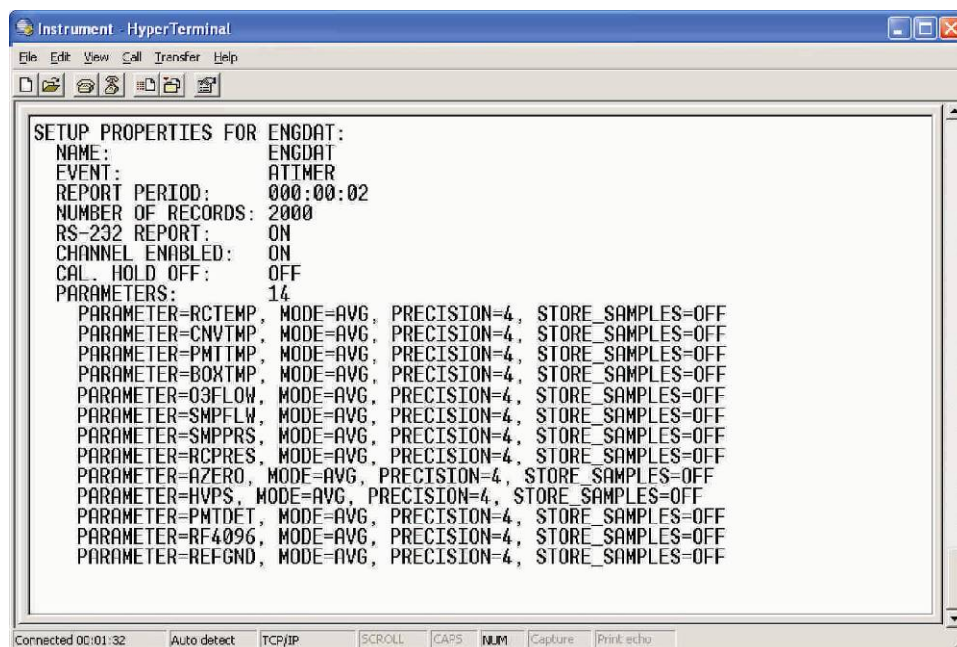 Instrument - HyperTerminal
File Edit View Call Transfer Help
SETUP PROPERTIES FOR ENGDAT:
NAME: ENGDAT
EVENT: ATIMER
REPORT PERIOD: 000:00:02
NUMBER OF RECORDS: 2000
RS-232 REPORT: ON
CHANNEL ENABLED: ON
CAL. HOLD OFF: OFF
PARAMETERS: 14
PARAMETER=RCTEMP, MODE=AVG, PRECISION=4, STORE_SAMPLES=OFF
PARAMETER=CNVTMP, MODE=AVG, PRECISION=4, STORE_SAMPLES=OFF
PARAMETER=PMTTMP, MODE=AVG, PRECISION=4, STORE_SAMPLES=OFF
PARAMETER=BOXTMP, MODE=AVG, PRECISION=4, STORE_SAMPLES=OFF
PARAMETER=O3FLOW, MODE=AVG, PRECISION=4, STORE_SAMPLES=OFF
PARAMETER=SMPFLW, MODE=AVG, PRECISION=4, STORE_SAMPLES=OFF
PARAMETER=SMPPRS, MODE=AVG, PRECISION=4, STORE_SAMPLES=OFF
PARAMETER=RCPRES, MODE=AVG, PRECISION=4, STORE_SAMPLES=OFF
PARAMETER=AZERO, MODE=AVG, PRECISION=4, STORE_SAMPLES=OFF
PARAMETER=HVPS, MODE=AVG, PRECISION=4, STORE_SAMPLES=OFF
PARAMETER=PMTDET, MODE=AVG, PRECISION=4, STORE_SAMPLES=OFF
PARAMETER=RF4096, MODE=AVG, PRECISION=4, STORE_SAMPLES=OFF
PARAMETER=REFGND, MODE=AVG, PRECISION=4, STORE_SAMPLES=OFF
Connected 00:01:32 Auto detect TCP/IP SCROLL CAPS NUM Capture Print echo